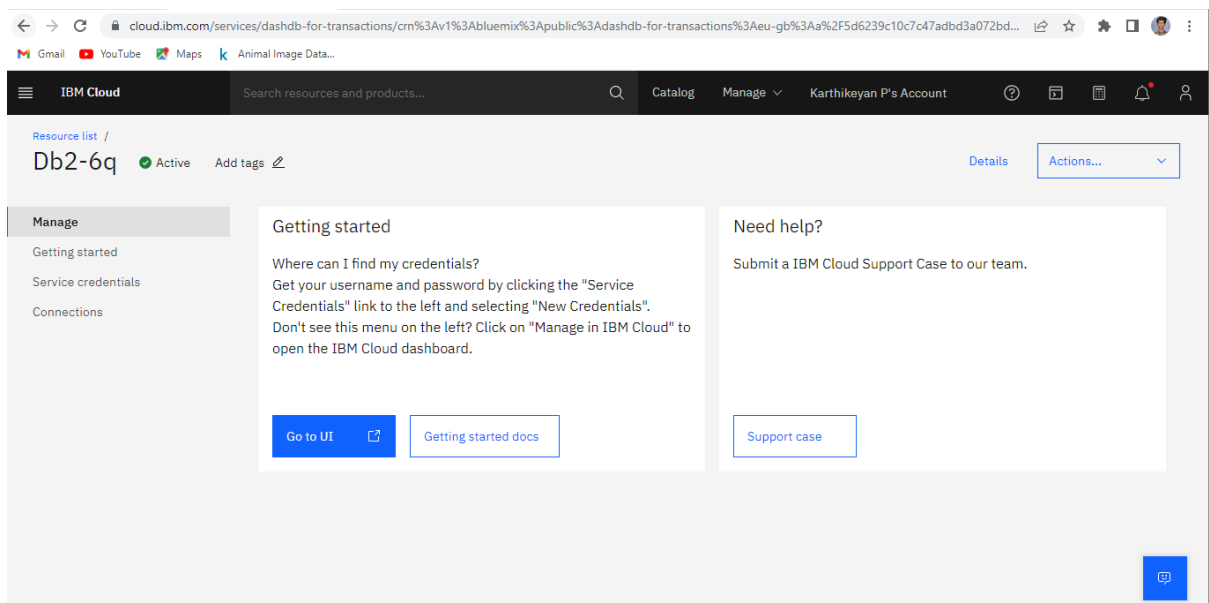 cloud.ibm.com/services/dashdb-for-transactions/crn%3Av1%3Abluemix%3Apublic%3Adashdb-for-transactions%3Aeu-gb%3Aa%2F5d6239c10c7c47adbd3a072bd...
Gmail YouTube Maps Animal Image Data...
IBM Cloud Search resources and products... Catalog Manage Karthikeyan P's Account
Resource list /
Db2-6q Active Add tags Details Actions...
Manage
Getting started
Service credentials
Connections
Getting started
Where can I find my credentials?
Get your username and password by clicking the "Service
Credentials" link to the left and selecting "New Credentials".
Don't see this menu on the left? Click on "Manage in IBM Cloud" to
open the IBM Cloud dashboard.
Go to UI Getting started docs
Need help?
Submit a IBM Cloud Support Case to our team.
Support case